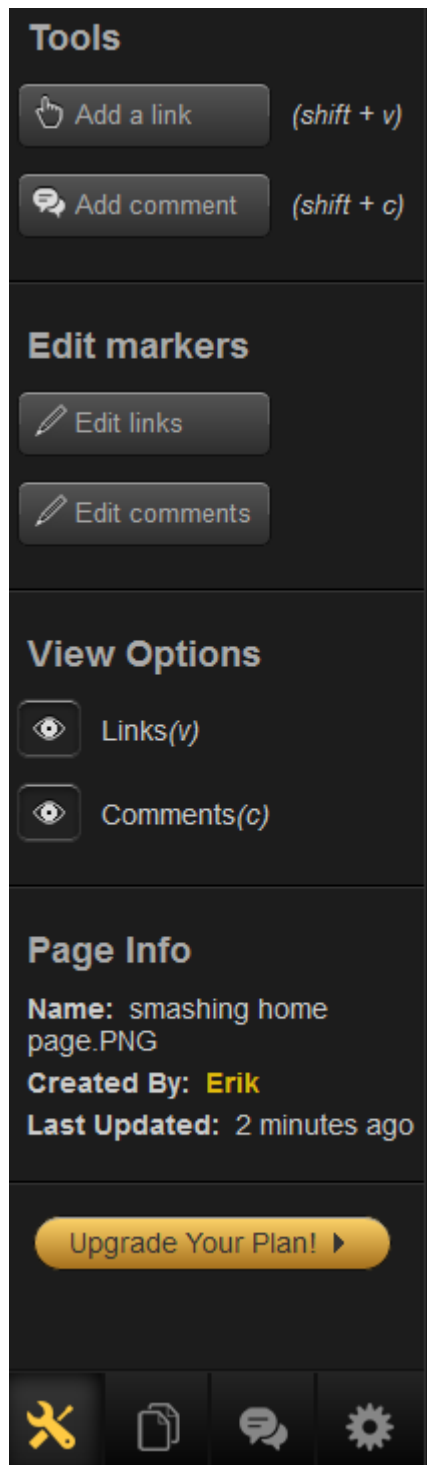 Tools
Add a link (shift + v)
Add comment (shift + c)
Edit markers
Edit links
Edit comments
View Options
Links(v)
Comments(c)
Page Info
Name: smashing home
page.PNG
Created By: Erik
Last Updated: 2 minutes ago
Upgrade Your Plan!